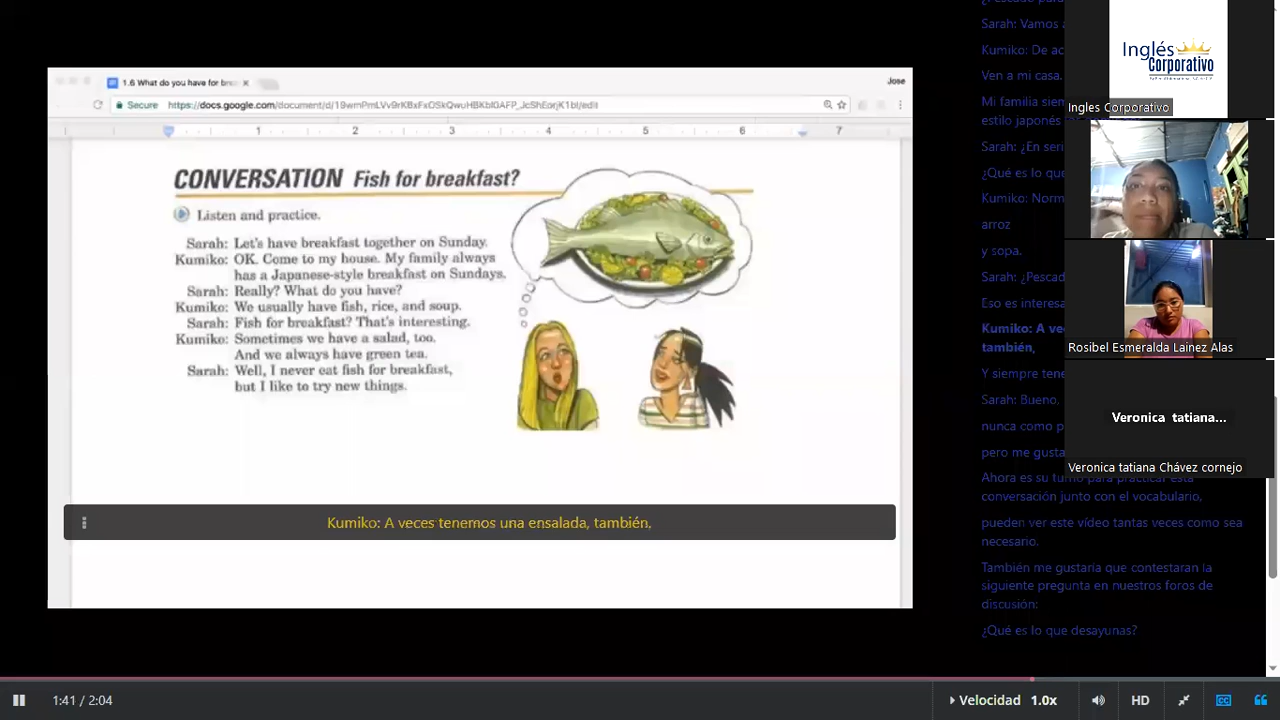 1.6 What do you have for brea
Jose
Secure
1 2 3 4 5 6 7
CONVERSATION Fish for breakfast?
Listen and practice.
Sarah: Let's have breakfast together on Sunday.
Kumiko: OK. Come to my house. My family always
has a Japanese-style breakfast on Sundays.
Sarah: Really? What do you have?
Kumiko: We usually have fish, rice, and soup.
Sarah: Fish for breakfast? That's interesting.
Kumiko: Sometimes we have a salad, too.
And we always have green tea.
Sarah: Well, I never eat fish for breakfast,
but I like to try new things.
Kumiko: A veces tenemos una ensalada, también,
Sarah: Vamos a
Kumiko: De ac
Ven a mi casa.
Mi familia siem
estilo japonés
Sarah: ¿En seri
¿Qué es lo que
Kumiko: Norm
arroz
y sopa.
Sarah: ¿Pescad
Eso es interesa
Kumiko: A vec
también,
Y siempre tene
Sarah: Bueno,
nunca como p
pero me gusta
Ahora es su turno para practicar esta
conversación junto con el vocabulario,
pueden ver este vídeo tantas veces como sea
necesario.
También me gustaría que contestaran la
siguiente pregunta en nuestros foros de
discusión:
¿Qué es lo que desayunas?
Inglés
Corporativo
Ingles Corporativo
Rosibel Esmeralda Lainez Alas
Veronica tatiana...
Veronica tatiana Chávez cornejo
1:41 / 2:04
Velocidad 1.0x
HD
CC